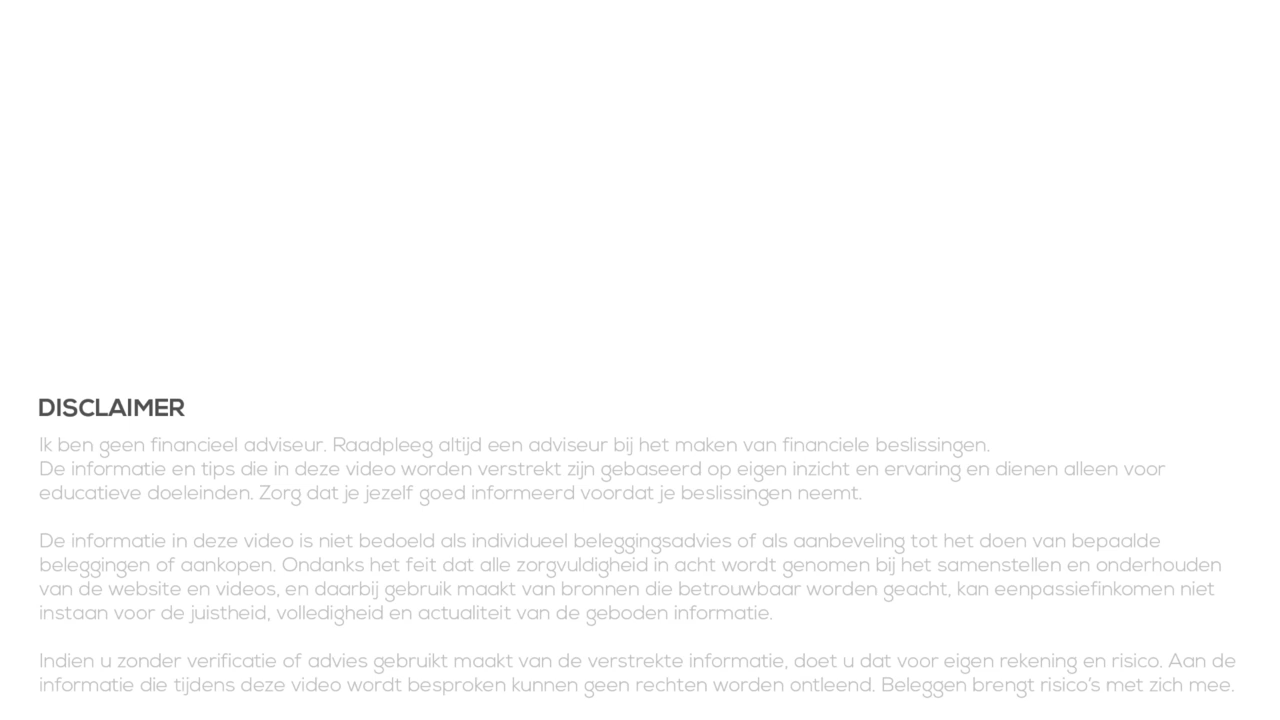 DISCLAIMER
Ik ben geen financieel adviseur. Raadpleeg altijd een adviseur bij het maken van financiele beslissingen.
De informatie en tips die in deze video worden verstrekt zijn gebaseerd op eigen inzicht en ervaring en dienen alleen voor
educatieve doeleinden. Zorg dat je jezelf goed informeerd voordat je beslissingen neemt.
De informatie in deze video is niet bedoeld als individueel beleggingsadvies of als aanbeveling tot het doen van bepaalde
beleggingen of aankopen. Ondanks het feit dat alle zorgvuldigheid in acht wordt genomen bij het samenstellen en onderhouden
van de website en videos, en daarbij gebruik maakt van bronnen die betrouwbaar worden geacht, kan eenpassiefinkomen niet
instaan voor de juistheid, volledigheid en actualiteit van de geboden informatie.
Indien u zonder verificatie of advies gebruikt maakt van de verstrekte informatie, doet u dat voor eigen rekening en risico. Aan de
informatie die tijdens deze video wordt besproken kunnen geen rechten worden ontleend. Beleggen brengt risico's met zich mee.